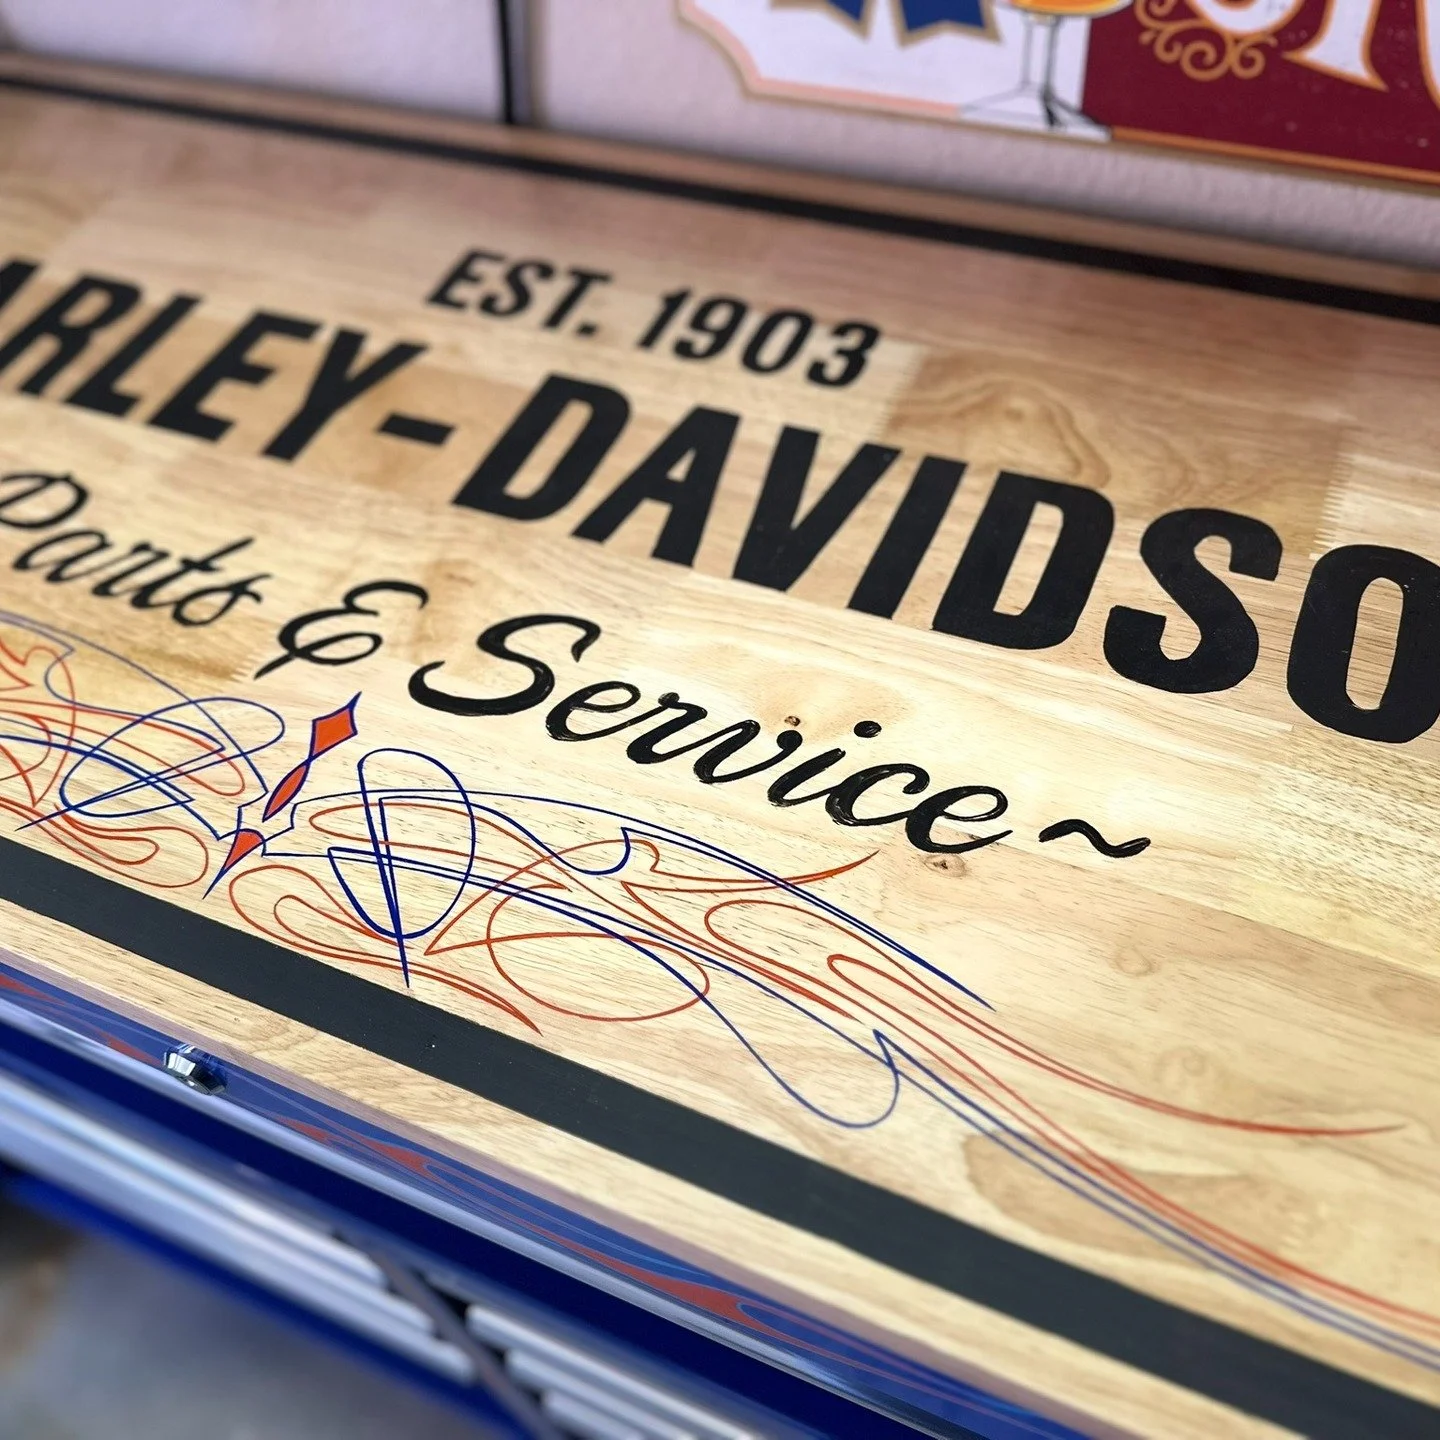 EST. 1903
ARLEY-DAVIDSO
Parts & Service~